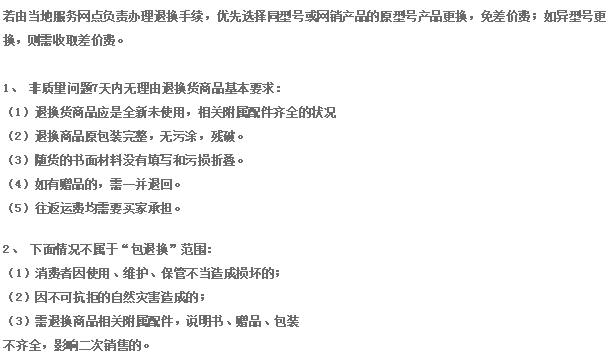 若由当地服务网点负责办理退换手续，优先选择同型号或网销产品的原型号产品更换，免差价费；如异型号更
换，则需收取差价费。
1、 非质量问题7天内无理由退换货商品基本要求：
（1）退换货商品应是全新未使用，相关附属配件齐全的状况
（2）退换商品原包装完整，无污涂，残破。
（3）随货的书面材料没有填写和污损折叠。
（4）如有赠品的，需一并退回。
（5）往返运费均需要买家承担。
2、 下面情况不属于“包退换”范围：
（1）消费者因使用、维护、保管不当造成损坏的；
（2）因不可抗拒的自然灾害造成的；
（3）需退换商品相关附属配件，说明书、赠品、包装
不齐全，影响二次销售的。